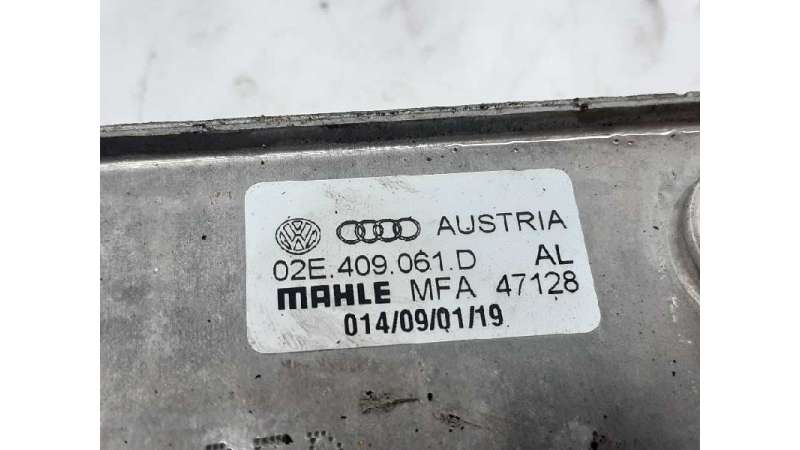 AUSTRIA
02E.409.061.D AL
MAHLE MFA 47128
014/09/01/19